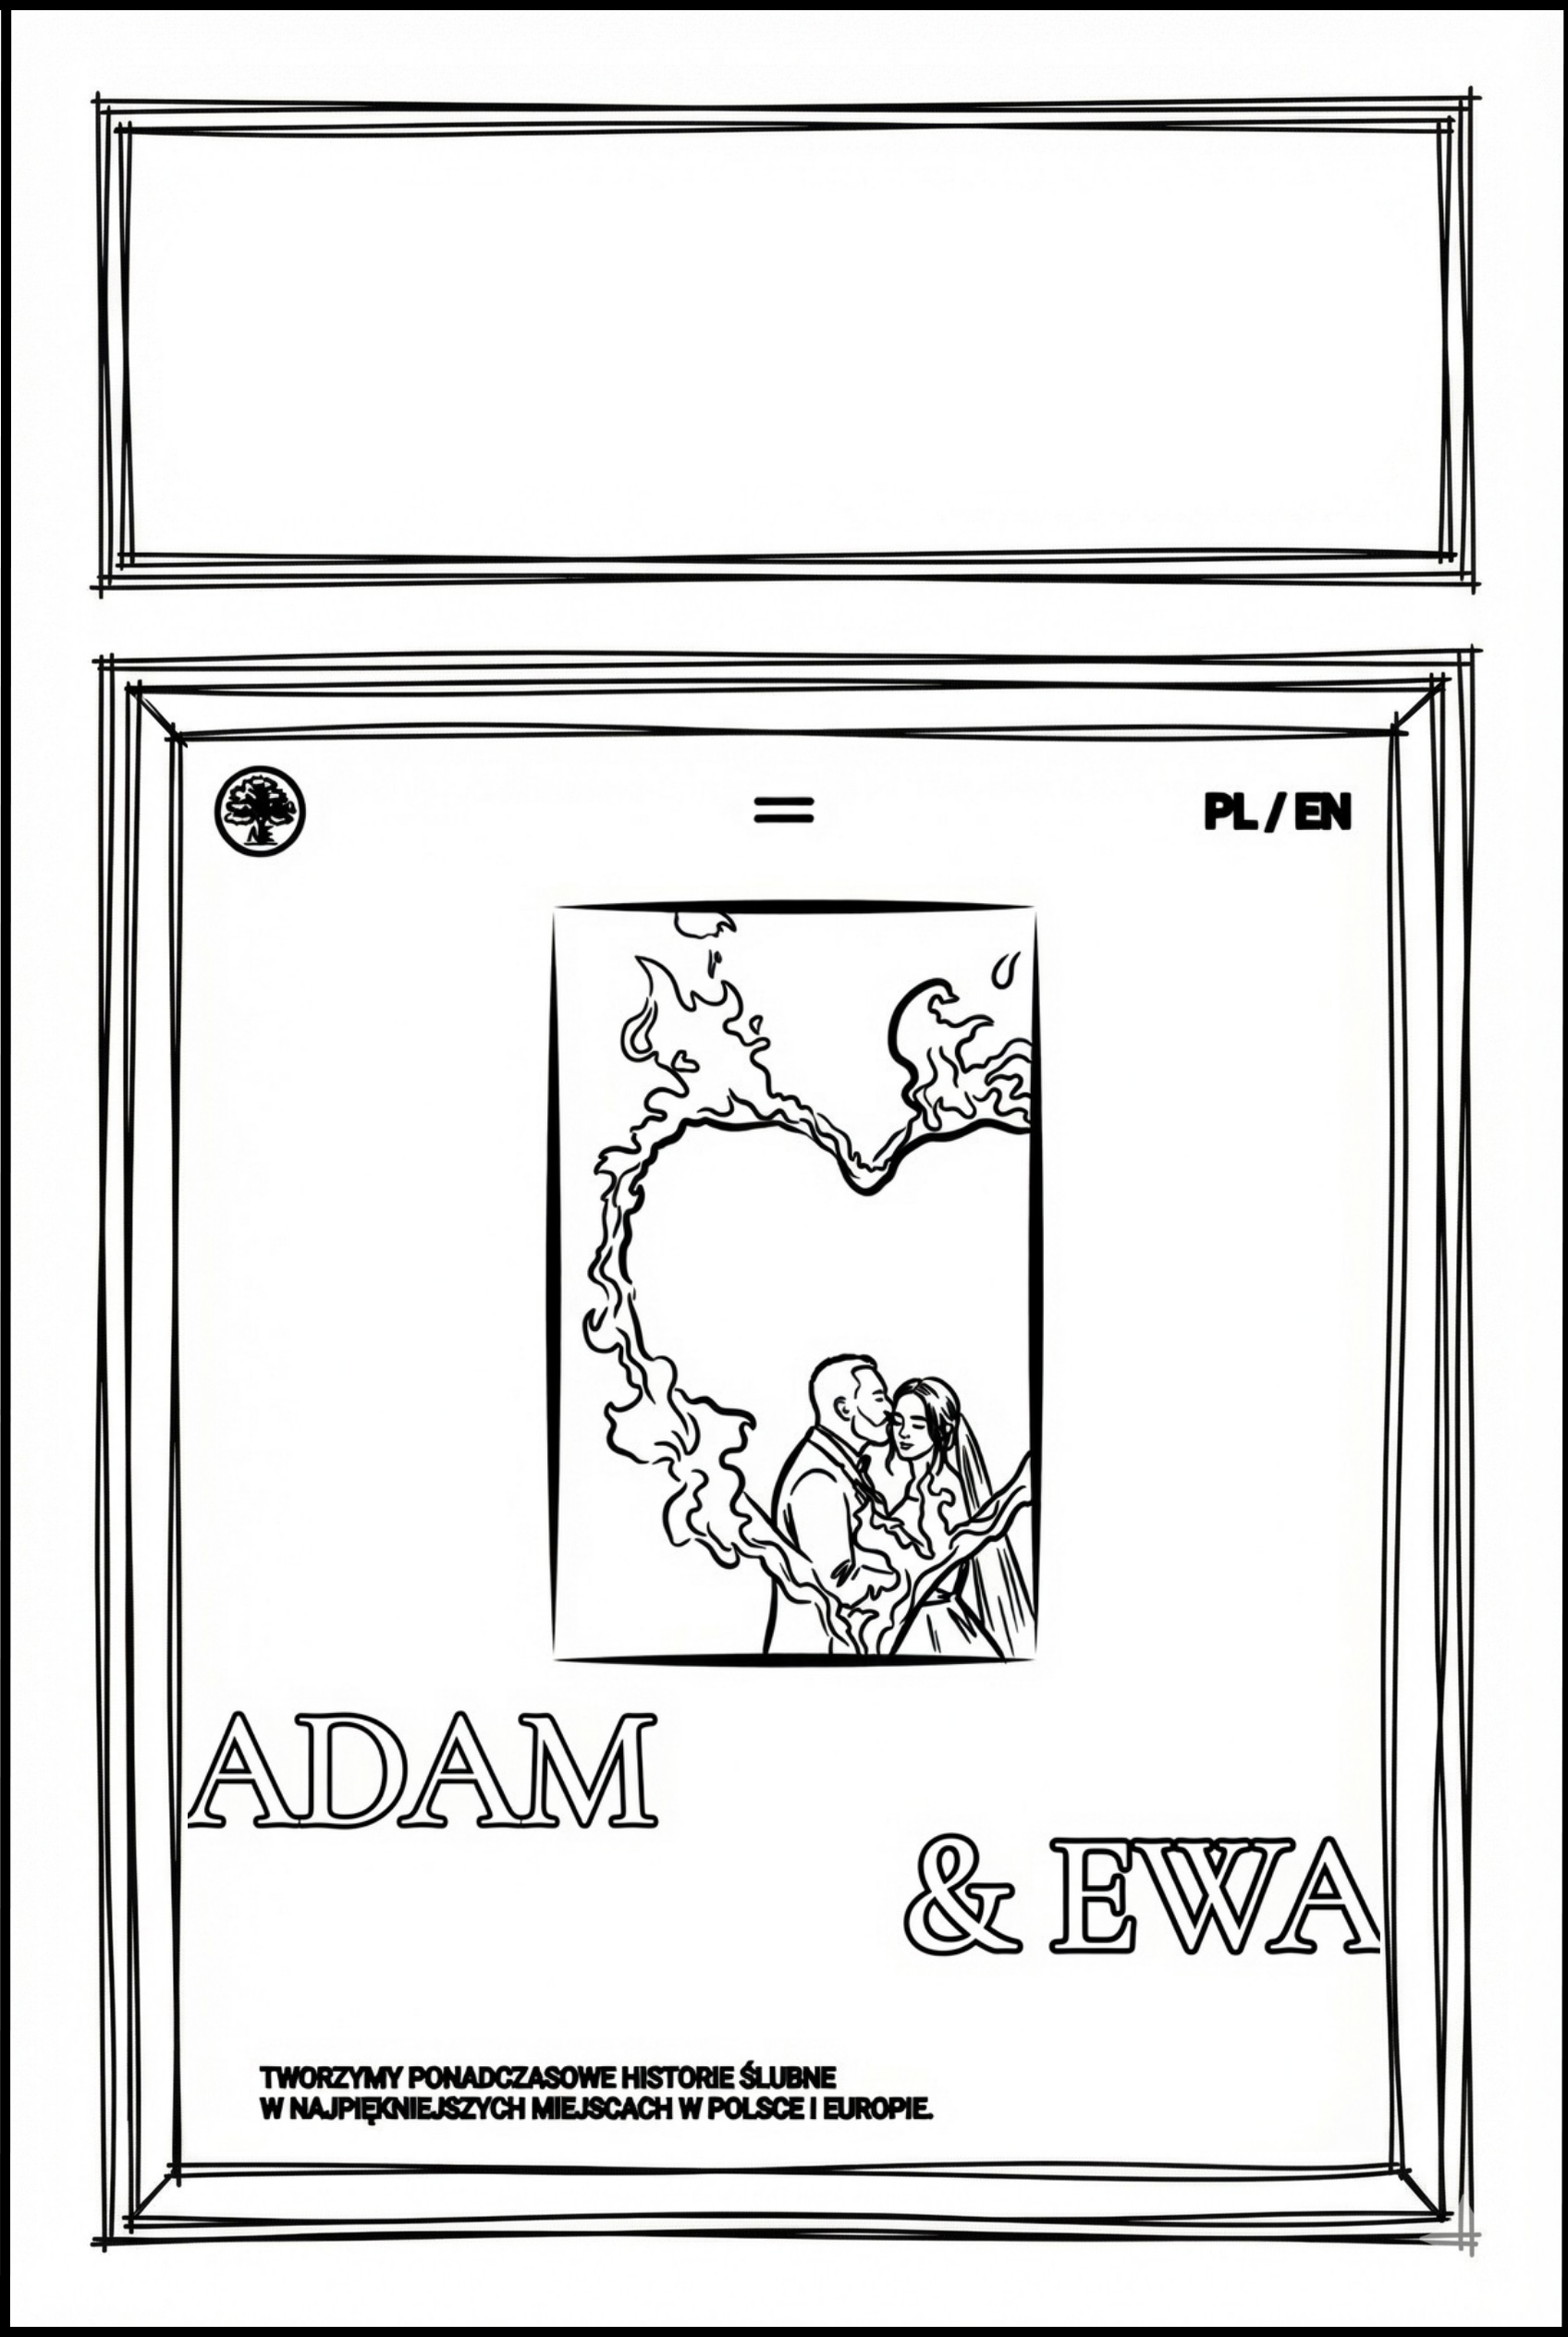 PL / EN
ADAM
& EWA
TWORZYMY PONADCZASOWE HISTORIE ŚLUBNE
W NAJPIĘKNIEJSZYCH MIEJSCACH W POLSCE I EUROPIE.